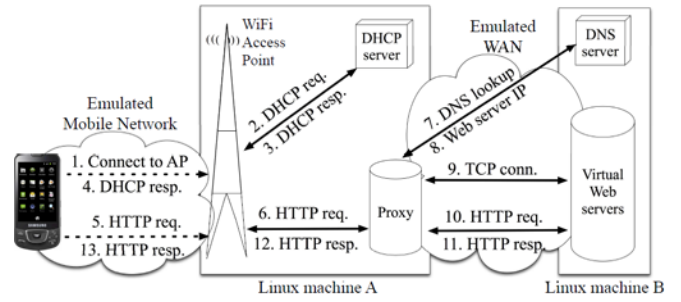 WiFi
Access
Point
DHCP
server
Emulated
WAN
DNS
server
Emulated
Mobile Network
1. Connect to AP
4. DHCP resp.
5. HTTP req.
13. HTTP resp.
2. DHCP req.
3. DHCP resp.
6. HTTP req.
12. HTTP resp.
Proxy
7. DNS lookup
8. Web server IP
9. TCP conn.
10. HTTP req.
11. HTTP resp.
Virtual
Web
servers
Linux machine A
Linux machine B